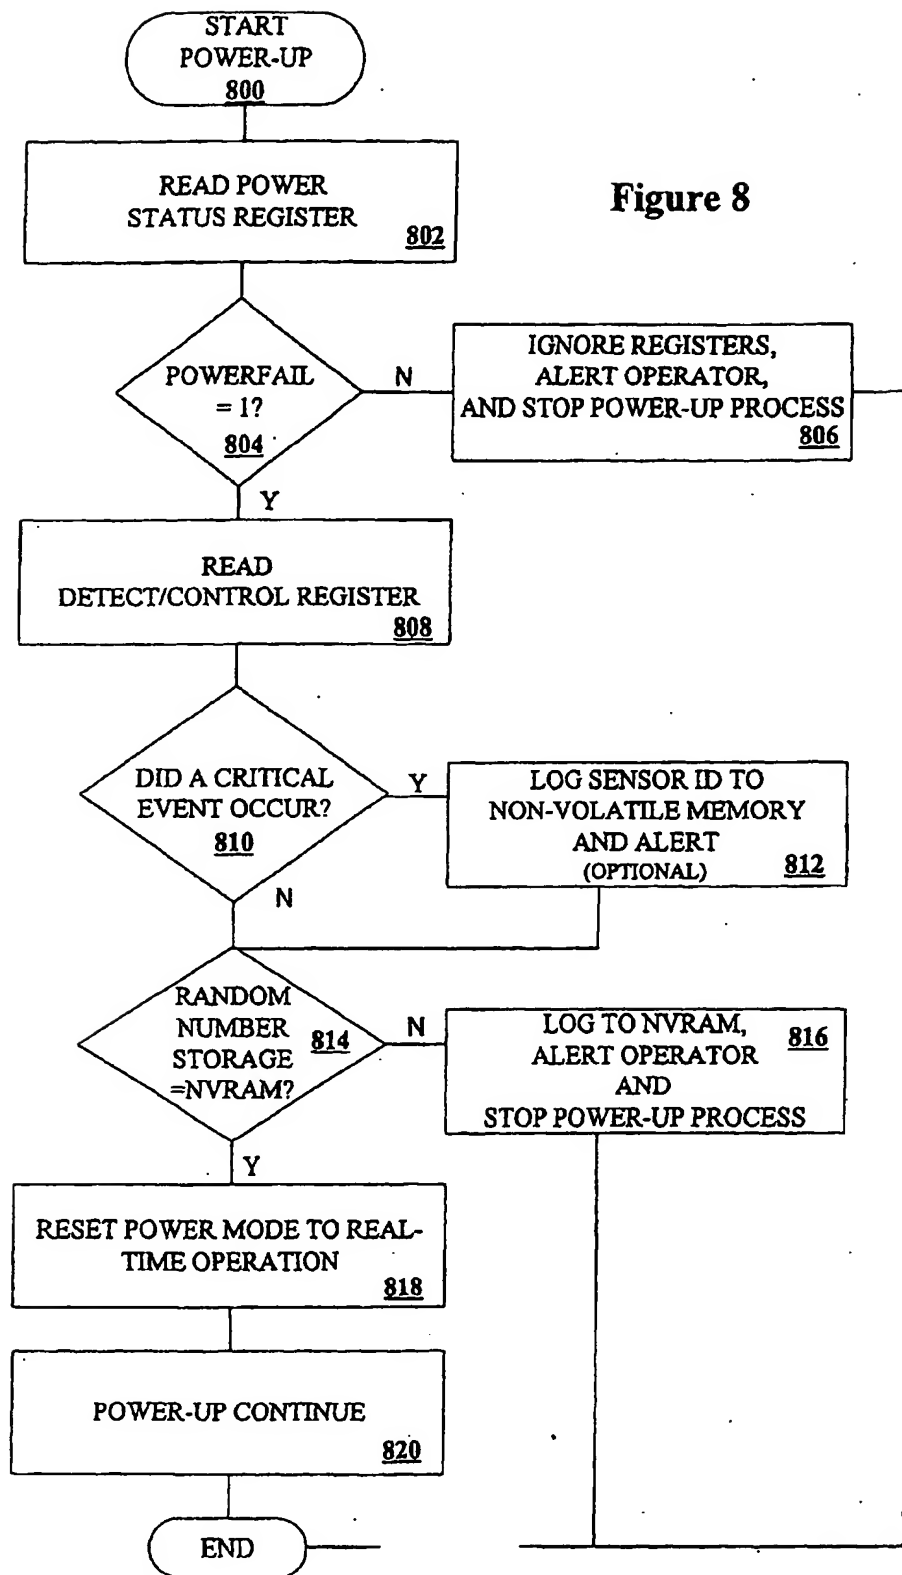 START
POWER-UP
800
READ POWER
STATUS REGISTER
802
Figure 8
POWERFAIL
= 1?
804
N
IGNORE REGISTERS,
ALERT OPERATOR,
AND STOP POWER-UP PROCESS
806
Y
READ
DETECT/CONTROL REGISTER
808
DID A CRITICAL
EVENT OCCUR?
810
Y
LOG SENSOR ID TO
NON-VOLATILE MEMORY
AND ALERT
(OPTIONAL)
812
N
RANDOM
NUMBER
STORAGE
=NVRAM?
814
N
LOG TO NVRAM,
ALERT OPERATOR
AND
STOP POWER-UP PROCESS
816
Y
RESET POWER MODE TO REAL-
TIME OPERATION
818
POWER-UP CONTINUE
820
END